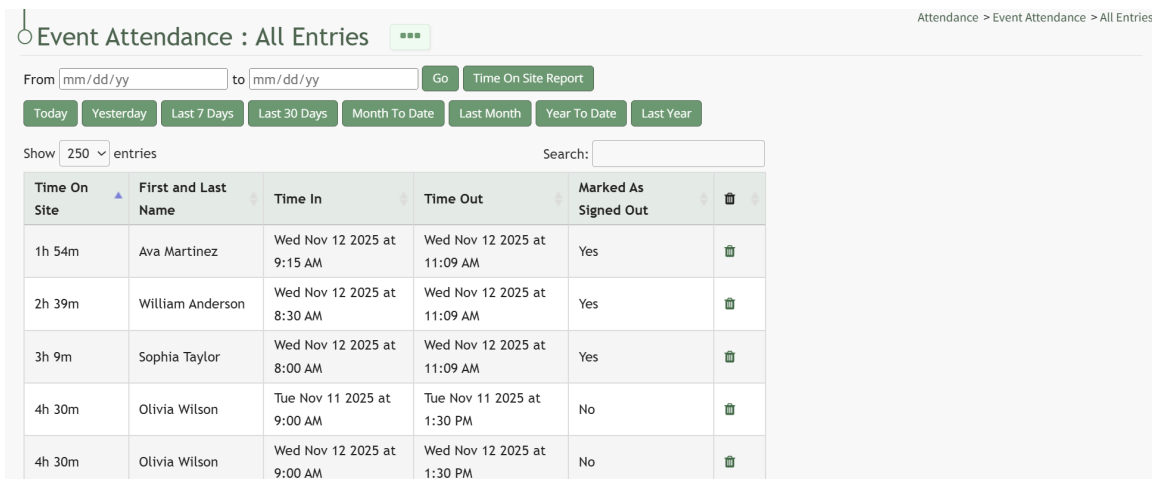 Attendance > Event Attendance > All Entries
Event Attendance : All Entries
From mm/dd/yy to mm/dd/yy Go Time On Site Report
Today Yesterday Last 7 Days Last 30 Days Month To Date Last Month Year To Date Last Year
Show 250 entries Search:
Time On Site First and Last Name Time In Time Out Marked As Signed Out
1h 54m Ava Martinez Wed Nov 12 2025 at 9:15 AM Wed Nov 12 2025 at 11:09 AM Yes
2h 39m William Anderson Wed Nov 12 2025 at 8:30 AM Wed Nov 12 2025 at 11:09 AM Yes
3h 9m Sophia Taylor Wed Nov 12 2025 at 8:00 AM Wed Nov 12 2025 at 11:09 AM Yes
4h 30m Olivia Wilson Tue Nov 11 2025 at 9:00 AM Tue Nov 11 2025 at 1:30 PM No
4h 30m Olivia Wilson Wed Nov 12 2025 at 9:00 AM Wed Nov 12 2025 at 1:30 PM No